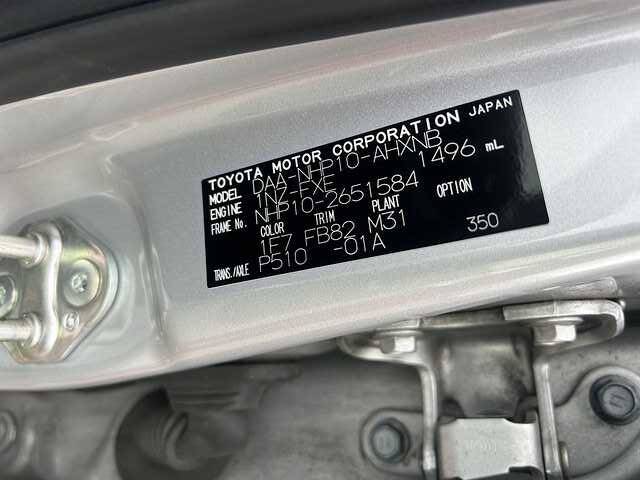 TOYOTA MOTOR CORPORATION JAPAN
MODEL DAA-NHP10-AHXNB
ENGINE 1NZ-FXE 1496 mL
FRAME No. NHP10-2651584
COLOR TRIM PLANT OPTION
1F7 FB82 M31 350
TRANS./AXLE P510 -01A